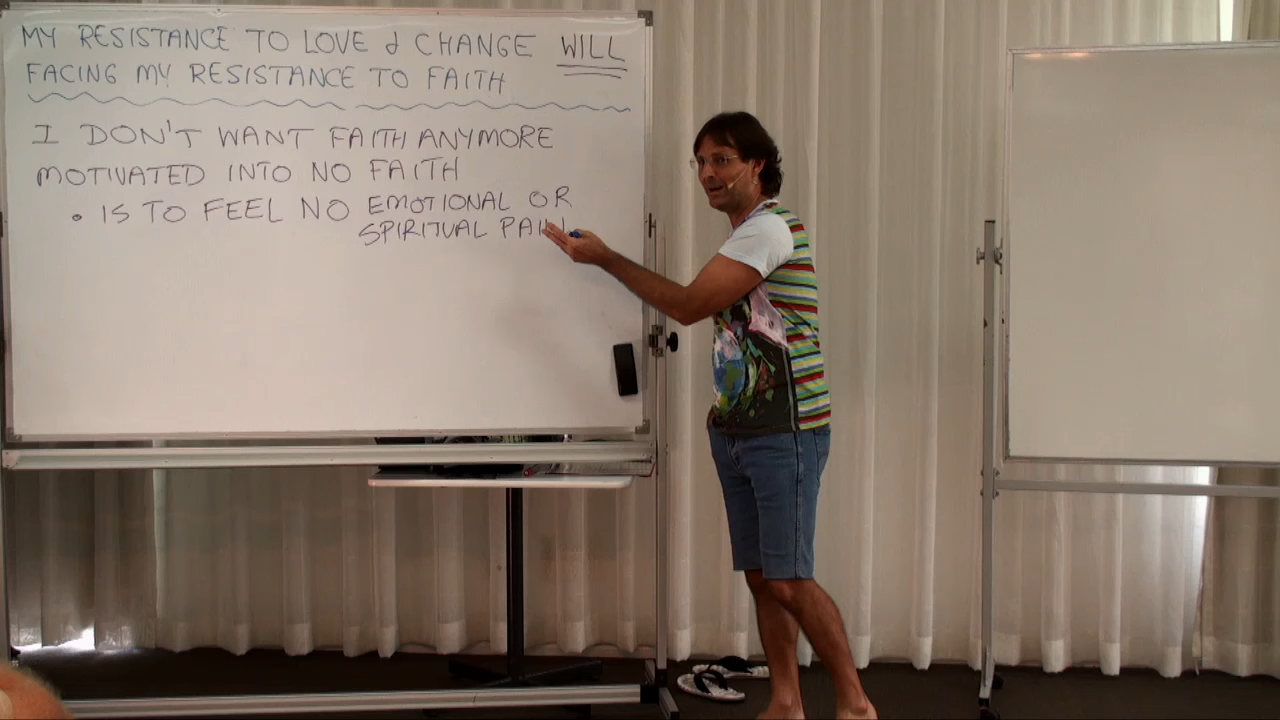 MY RESISTANCE TO LOVE & CHANGE WILL
FACING MY RESISTANCE TO FAITH
I DON'T WANT FAITH ANYMORE
MOTIVATED INTO NO FAITH
• IS TO FEEL NO EMOTIONAL OR
SPIRITUAL PAIN